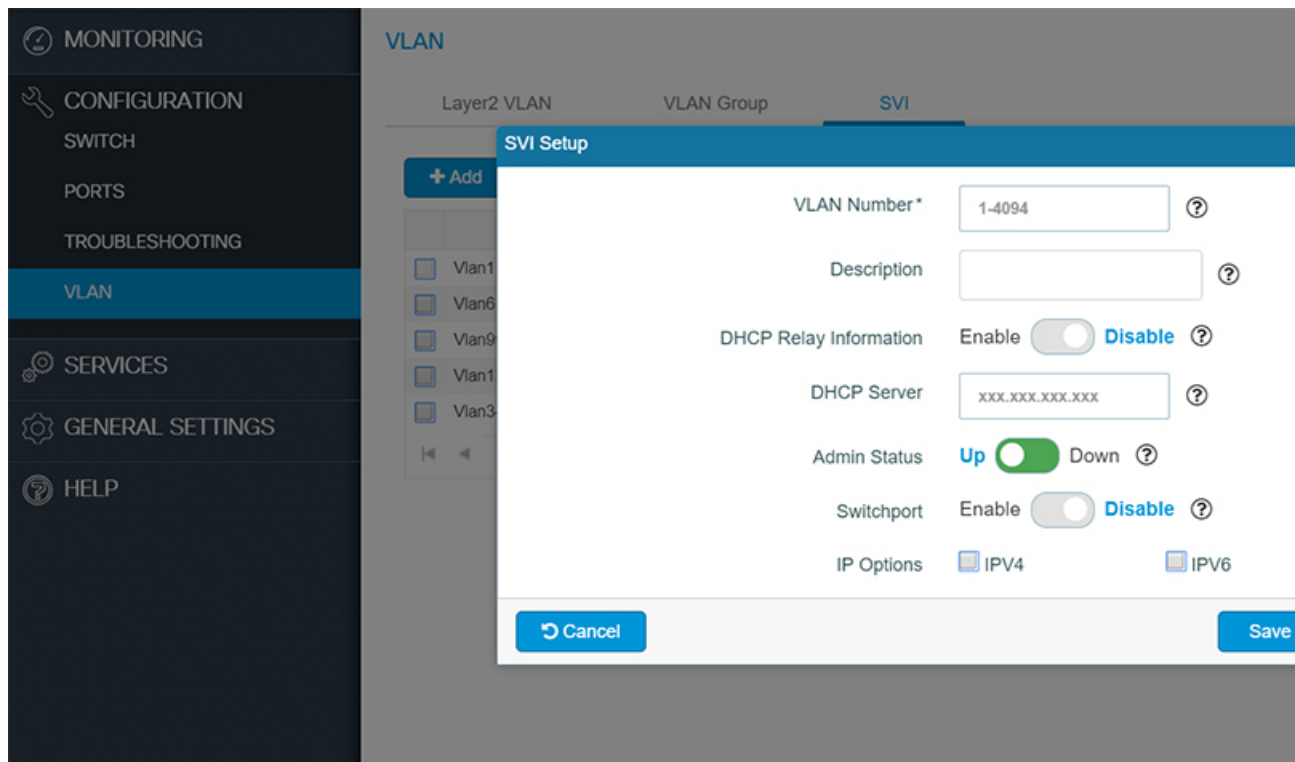 MONITORING
CONFIGURATION
SWITCH
PORTS
TROUBLESHOOTING
VLAN
SERVICES
GENERAL SETTINGS
HELP
VLAN
Layer2 VLAN VLAN Group SVI
Add
Vlan1
Vlan6
Vlan9
Vlan1
Vlan3
SVI Setup
VLAN Number* 1-4094 ?
Description ?
DHCP Relay Information Enable Disable ?
DHCP Server xxx.xxx.xxx.xxx ?
Admin Status Up Down ?
Switchport Enable Disable ?
IP Options IPV4 IPV6
Cancel Save